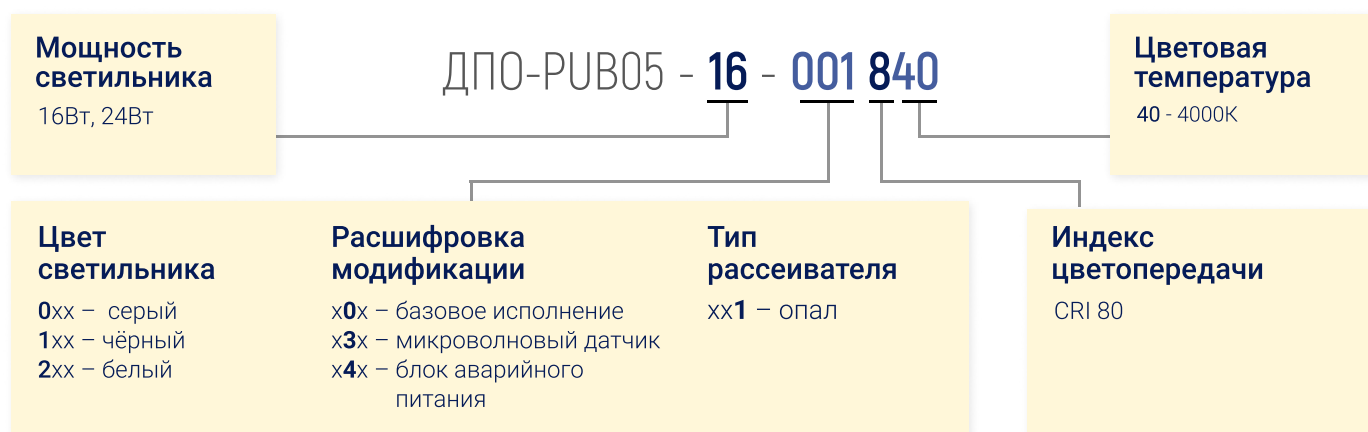 Мощность
светильника
16Вт, 24Вт
ДПО-PUB05 - 16 - 001 840
Цветовая
температура
40 - 4000К
Цвет
светильника
0xx – серый
1xx – чёрный
2xx – белый
Расшифровка
модификации
x0x – базовое исполнение
x3x – микроволновый датчик
x4x – блок аварийного
питания
Тип
рассеивателя
xx1 – опал
Индекс
цветопередачи
CRI 80